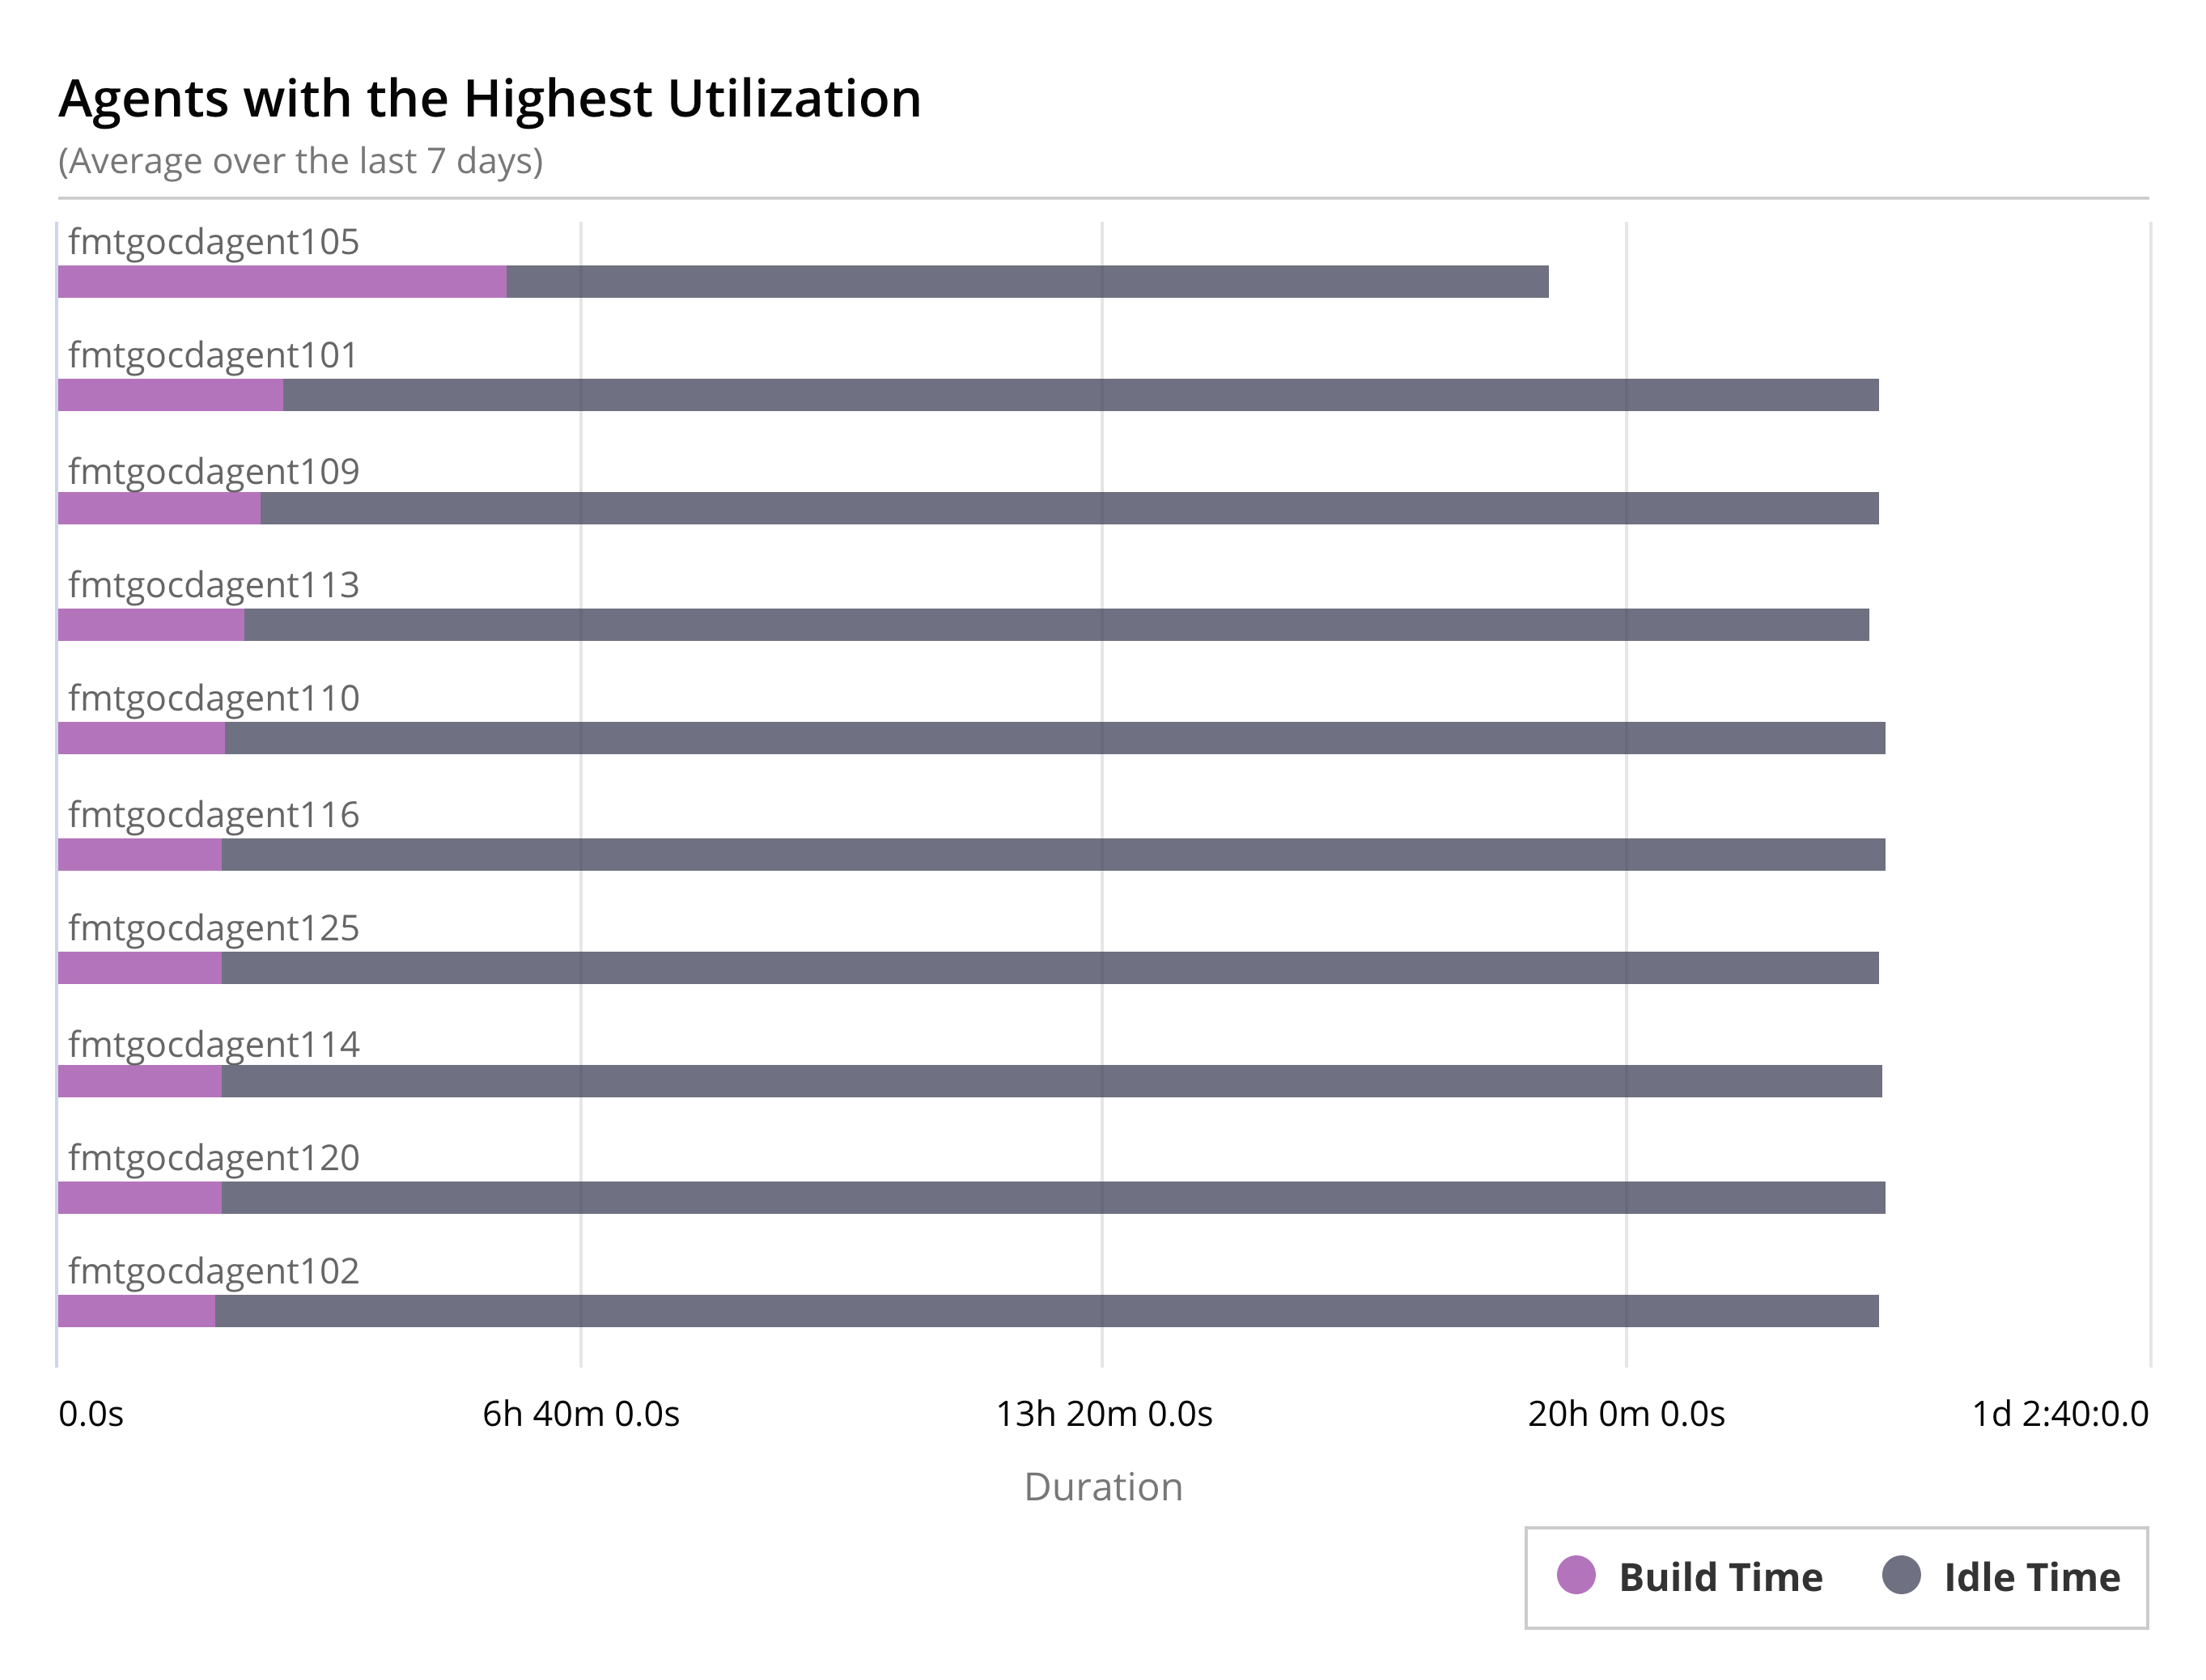 Agents with the Highest Utilization
(Average over the last 7 days)
fmtgocdagent105
fmtgocdagent101
fmtgocdagent109
fmtgocdagent113
fmtgocdagent110
fmtgocdagent116
fmtgocdagent125
fmtgocdagent114
fmtgocdagent120
fmtgocdagent102
0.0s 6h 40m 0.0s 13h 20m 0.0s 20h 0m 0.0s 1d 2:40:0.0
Duration
Build Time Idle Time